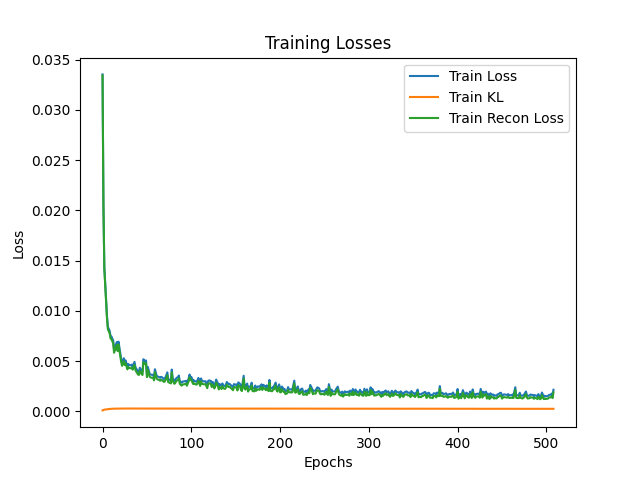 Training Losses
0.035
0.030
0.025
0.020
0.015
0.010
0.005
0.000
Loss
Train Loss
Train KL
Train Recon Loss
0 100 200 300 400 500
Epochs